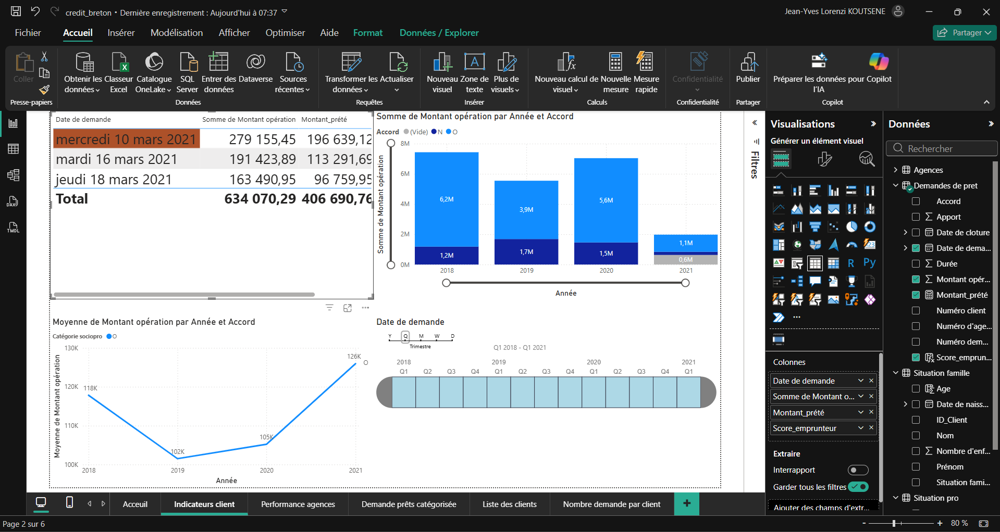 credit_breton • Dernière enregistrement : Aujourd'hui à 07:37
Jean-Yves Lorenzi KOUTSENE
Fichier Accueil Insérer Modélisation Afficher Optimiser Aide Format Données / Explorer
Partager
Coller
Presse-papiers
Obtenir les données
Classeur Excel
Catalogue OneLake
SQL Server
Entrer des données
Dataverse
Sources récentes
Données
Transformer les données
Actualiser
Requêtes
Nouveau visuel
Zone de texte
Plus de visuels
Insérer
Nouveau calcul de visuel
Nouvelle mesure
Mesure rapide
Calculs
Confidentialité
Confidentialité
Publier
Partager
Préparer les données pour l'IA
Copilot
Copilot
DAX
TMDL
Date de demande Somme de Montant opération Montant_prété
mercredi 10 mars 2021 279 155,45 196 639,12
mardi 16 mars 2021 191 423,89 113 291,69
jeudi 18 mars 2021 163 490,95 96 759,95
Total 634 070,29 406 690,76
Somme de Montant opération par Année et Accord
Accord (Vide) N O
Somme de Montant opération
8M
6M
4M
2M
0M
6,2M
1,2M
3,9M
1,7M
5,6M
1,5M
1,1M
0,6M
2018 2019 2020 2021
Année
Moyenne de Montant opération par Année et Accord
Catégorie sociopro O
Moyenne de Montant opération
130K
120K
110K
100K
118K
102K
105K
126K
O
2018 2019 2020 2021
Année
Date de demande
Y Q M W D
Trimestre
Q1 2018 - Q1 2021
2018 2019 2020 2021
Q1 Q2 Q3 Q4 Q1 Q2 Q3 Q4 Q1 Q2 Q3 Q4 Q1
Filtres
Visualisations
Générer un élément visuel
123
R
Py
Colonnes
Date de demande
Somme de Montant o...
Montant_prété
Score_emprunteur
Extraire
Interrapport
Garder tous les filtres
Ajouter des champs d'extr...
Données
Rechercher
Agences
Demandes de pret
Accord
Apport
Date de cloture
Date de dema...
Durée
Montant opér...
Montant_prété
Numéro client
Numéro d'age...
Numéro dem...
Score_emprun...
Situation famille
Age
Date de naiss...
ID_Client
Nom
Nombre d'enf...
Prénom
Situation fami...
Situation pro
Acceuil Indicateurs client Performance agences Demande prêts catégorisée Liste des clients Nombre demande par client +
Page 2 sur 6
- + 80 %